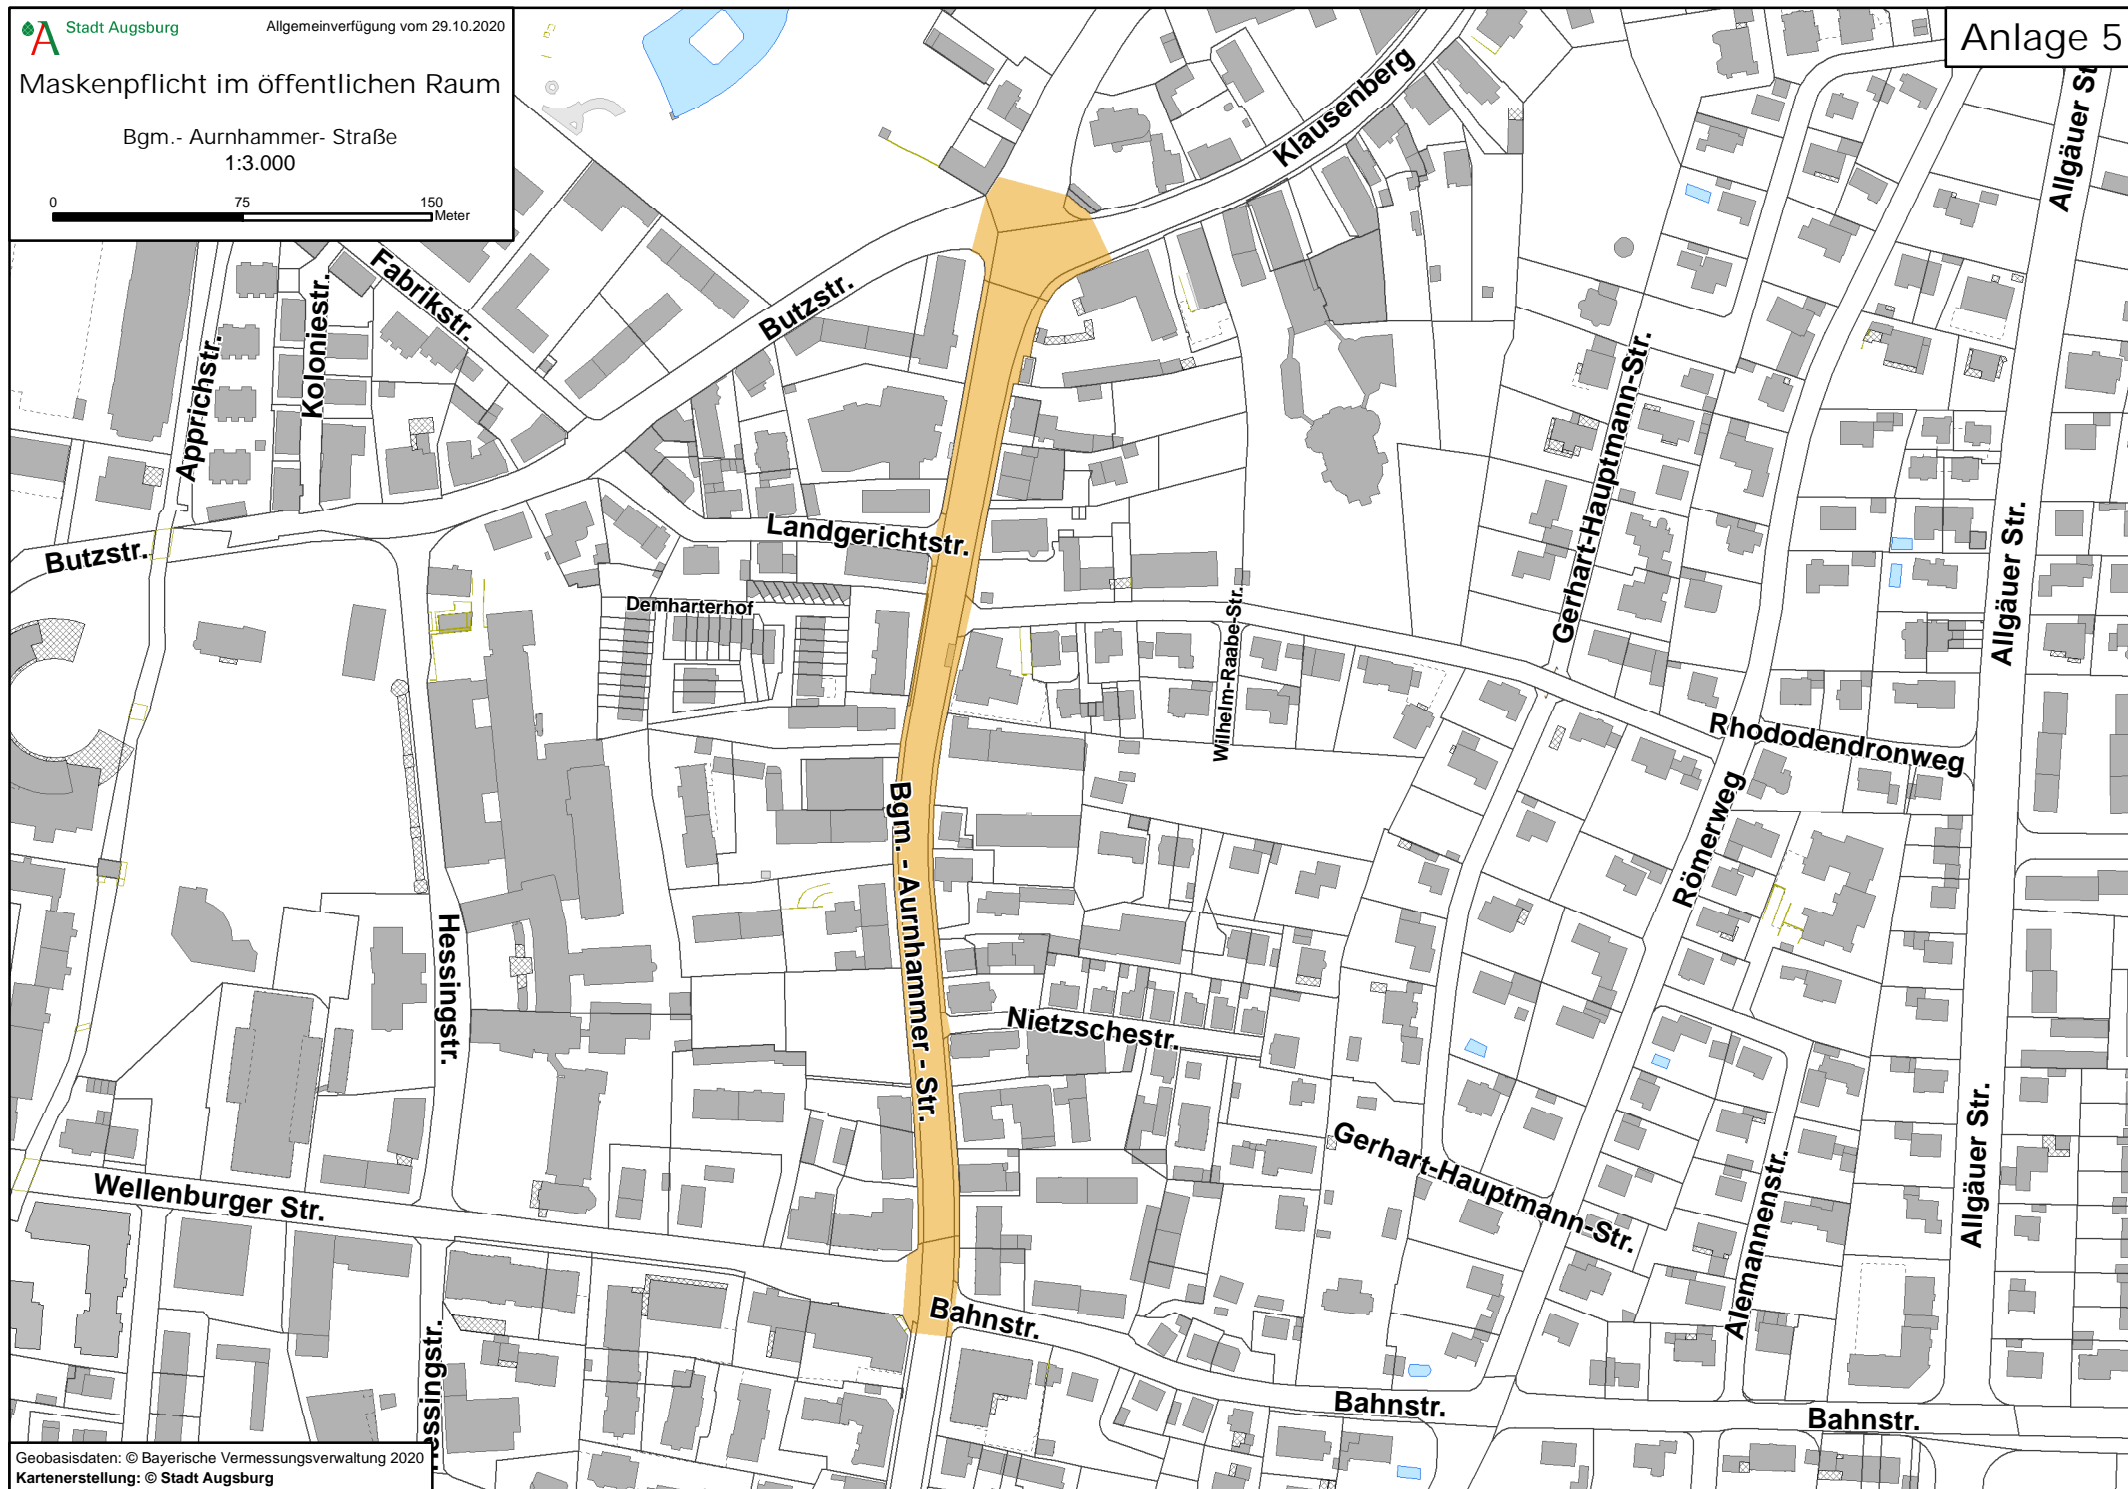 Stadt Augsburg
Allgemeinverfügung vom 29.10.2020
Maskenpflicht im öffentlichen Raum
Bgm.- Aurnhammer- Straße
1:3.000
0 75 150
Meter
Anlage 5
Klausenberg
Allgäuer Str
Fabrikstr.
Koloniestr.
Butzstr.
Apprichstr.
Gerhart-Hauptmann-Str.
Butzstr.
Landgerichtstr.
Allgäuer Str.
Demharterhof
Wilhelm-Raabe-Str.
Rhododendronweg
Römerweg
Bgm. - Aurnhammer - Str.
Hessingstr.
Nietzschestr.
Gerhart-Hauptmann-Str.
Allgäuer Str.
Alemannenstr.
Wellenburger Str.
Bahnstr.
Hessingstr.
Bahnstr.
Bahnstr.
Geobasisdaten: © Bayerische Vermessungsverwaltung 2020
Kartenerstellung: © Stadt Augsburg